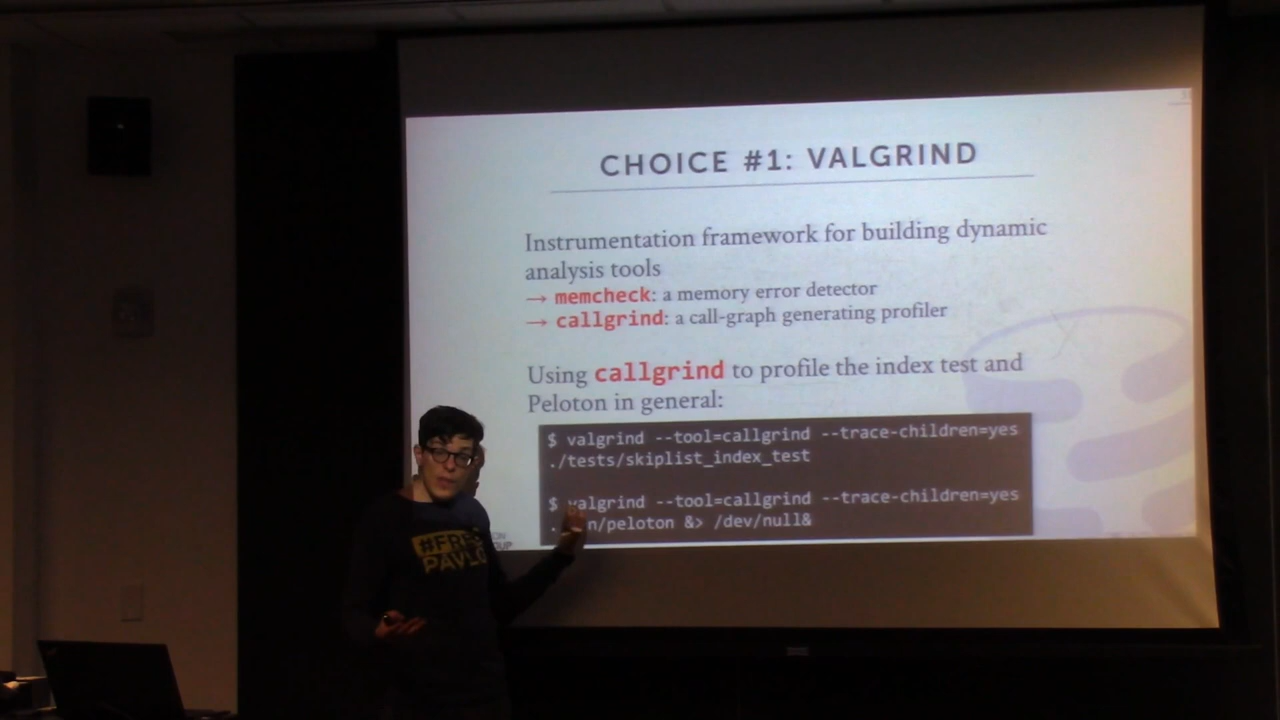 CHOICE #1: VALGRIND
Instrumentation framework for building dynamic
analysis tools
→ memcheck: a memory error detector
→ callgrind: a call-graph generating profiler
Using callgrind to profile the index test and
Peloton in general:
$ valgrind --tool=callgrind --trace-children=yes
./tests/skiplist_index_test
$ valgrind --tool=callgrind --trace-children=yes
n/peloton &> /dev/null&
#FREE
PAVLO